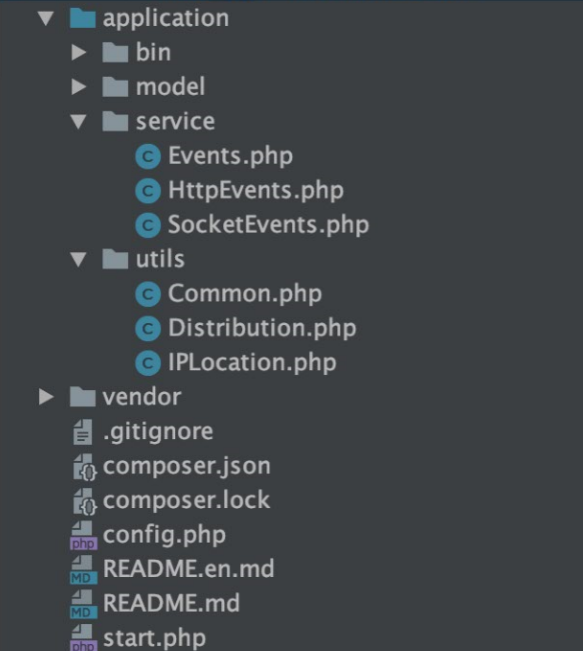 application
bin
model
service
Events.php
HttpEvents.php
SocketEvents.php
utils
Common.php
Distribution.php
IPLocation.php
vendor
.gitignore
composer.json
composer.lock
config.php
README.en.md
README.md
start.php